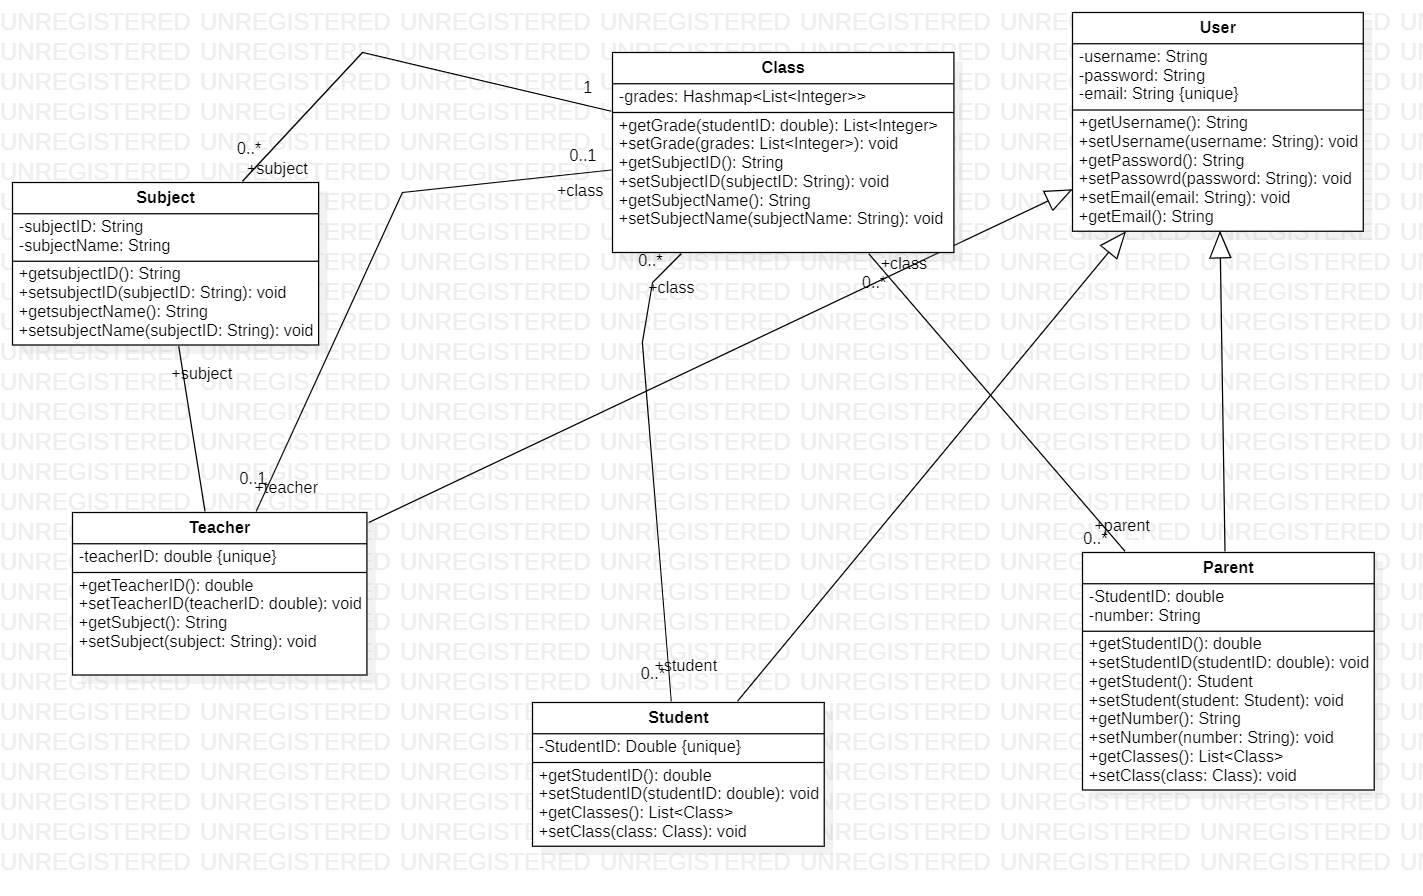 User
-username: String
-password: String
-email: String {unique}
+getUsername(): String
+setUsername(username: String): void
+getPassword(): String
+setPassowrd(password: String): void
+setEmail(email: String): void
+getEmail(): String
Class
-grades: Hashmap<List<Integer>>
+getGrade(studentID: double): List<Integer>
+setGrade(grades: List<Integer>): void
+getSubjectID(): String
+setSubjectID(subjectID: String): void
+getSubjectName(): String
+setSubjectName(subjectName: String): void
1
0..*
+subject
0..1
+class
Subject
-subjectID: String
-subjectName: String
+getsubjectID(): String
+setsubjectID(subjectID: String): void
+getsubjectName(): String
+setsubjectName(subjectID: String): void
0..*
+class
+class
0..*
+subject
0..1
+teacher
Teacher
-teacherID: double {unique}
+getTeacherID(): double
+setTeacherID(teacherID: double): void
+getSubject(): String
+setSubject(subject: String): void
+parent
0..*
Parent
-StudentID: double
-number: String
+getStudentID(): double
+setStudentID(studentID: double): void
+getStudent(): Student
+setStudent(student: Student): void
+getNumber(): String
+setNumber(number: String): void
+getClasses(): List<Class>
+setClass(class: Class): void
+student
0..*
Student
-StudentID: Double {unique}
+getStudentID(): double
+setStudentID(studentID: double): void
+getClasses(): List<Class>
+setClass(class: Class): void
UNREGISTERED